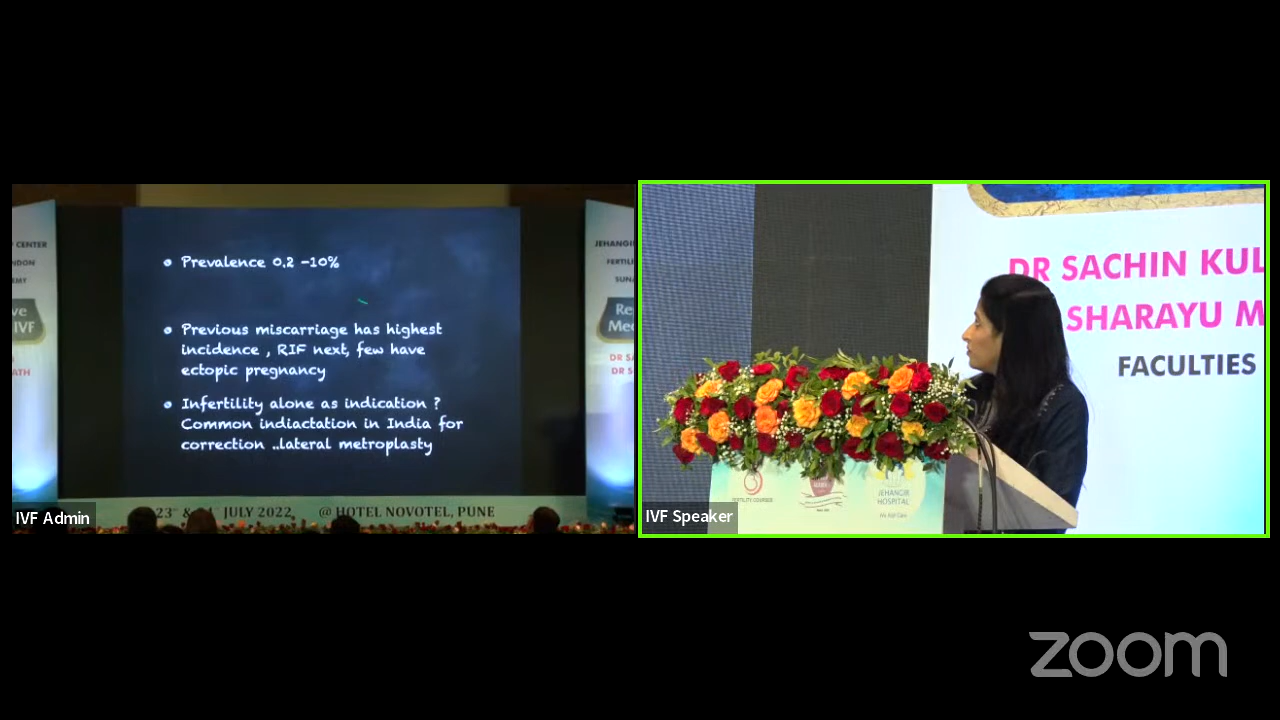 Prevalence 0.2 -10%
Previous miscarriage has highest
incidence , RIF next, few have
ectopic pregnancy
Infertility alone as indication ?
Common indiactation in India for
correction ..lateral metroplasty
CENTER
JULY 2022, @ HOTEL NOVOTEL, PUNE
IVF Admin
DR SACHIN KUL
SHARAYU M
FACULTIES
JEHANGIR
HOSPITAL
IVF Speaker
zoom